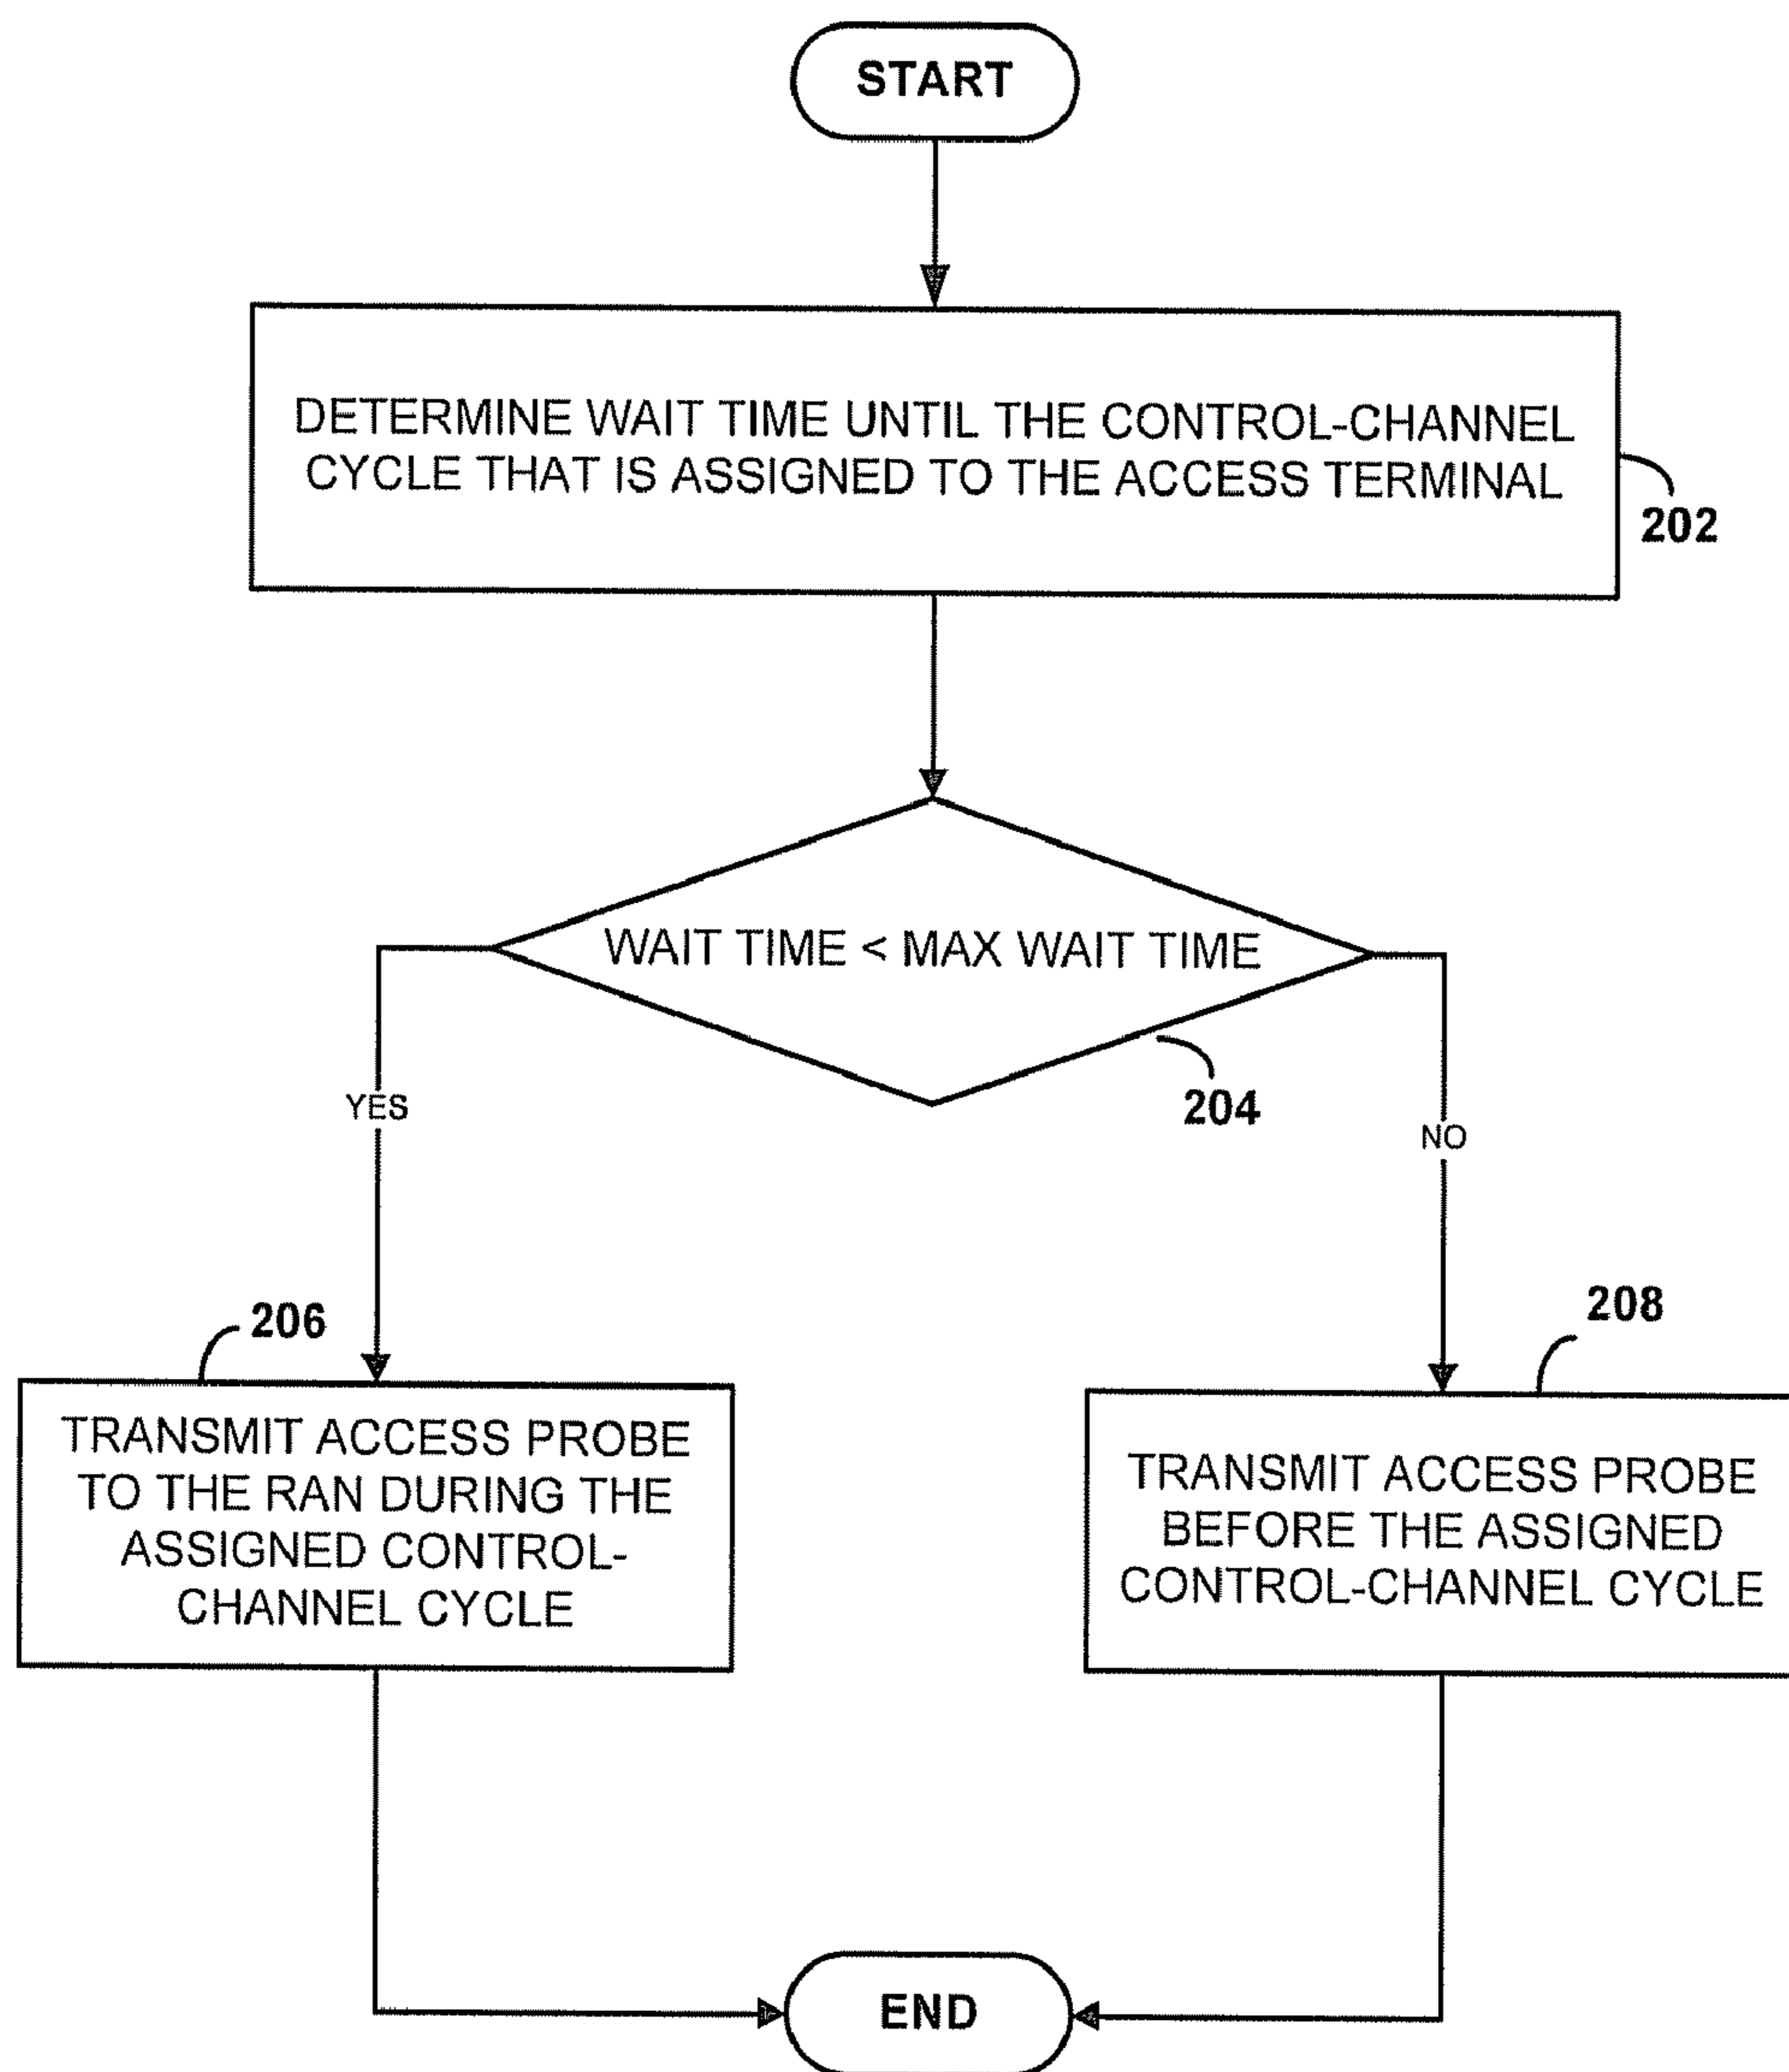 START
DETERMINE WAIT TIME UNTIL THE CONTROL-CHANNEL
CYCLE THAT IS ASSIGNED TO THE ACCESS TERMINAL
202
WAIT TIME < MAX WAIT TIME
204
YES
NO
206
TRANSMIT ACCESS PROBE
TO THE RAN DURING THE
ASSIGNED CONTROL-
CHANNEL CYCLE
208
TRANSMIT ACCESS PROBE
BEFORE THE ASSIGNED
CONTROL-CHANNEL CYCLE
END